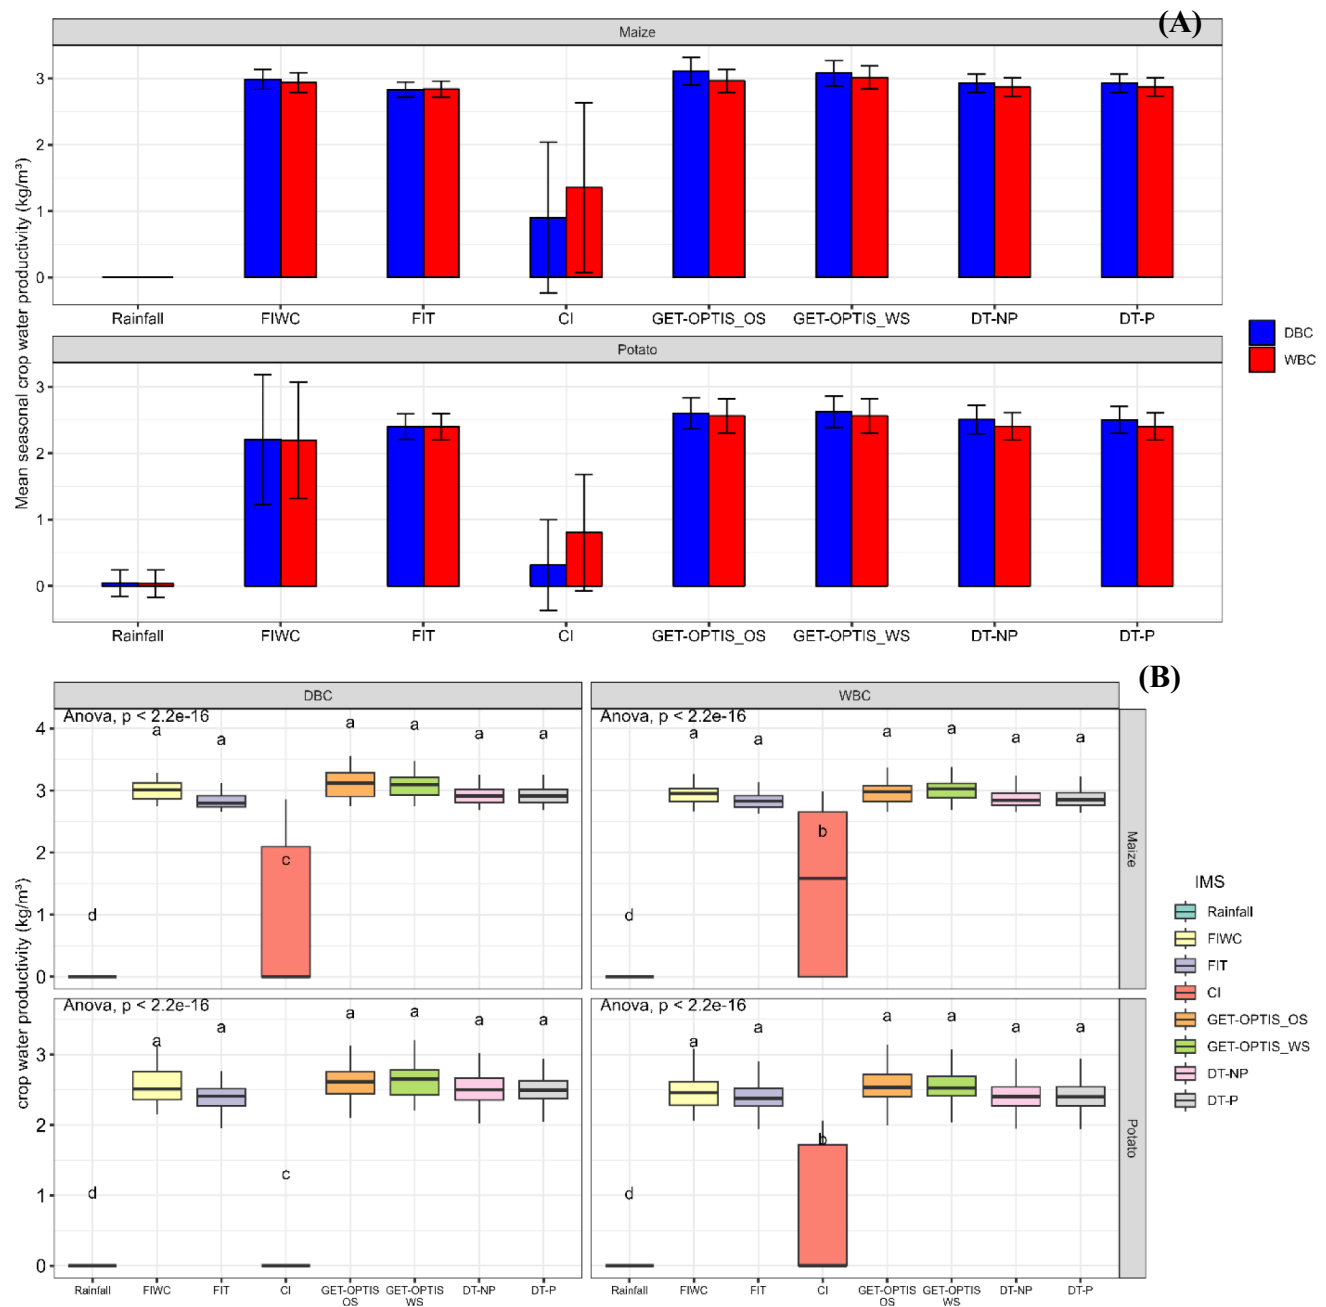 (A)
Maize
3
2
1
0
Rainfall FIWC FIT CI GET-OPTIS_OS GET-OPTIS_WS DT-NP DT-P
Potato
3
2
1
0
Rainfall FIWC FIT CI GET-OPTIS_OS GET-OPTIS_WS DT-NP DT-P
Mean seasonal crop water productivity (kg/m³)
DBC
WBC
(B)
DBC WBC
Anova, p < 2.2e-16
a a a a a a
c
d
Anova, p < 2.2e-16
a a a a a a
b
d
Maize
4
3
2
1
0
Anova, p < 2.2e-16
a a a a a a
c
d
Anova, p < 2.2e-16
a a a a a a
b
d
Potato
3
2
1
0
crop water productivity (kg/m³)
Rainfall FIWC FIT CI GET-OPTIS OS GET-OPTIS WS DT-NP DT-P
Rainfall FIWC FIT CI GET-OPTIS OS GET-OPTIS WS DT-NP DT-P
IMS
Rainfall
FIWC
FIT
CI
GET-OPTIS_OS
GET-OPTIS_WS
DT-NP
DT-P